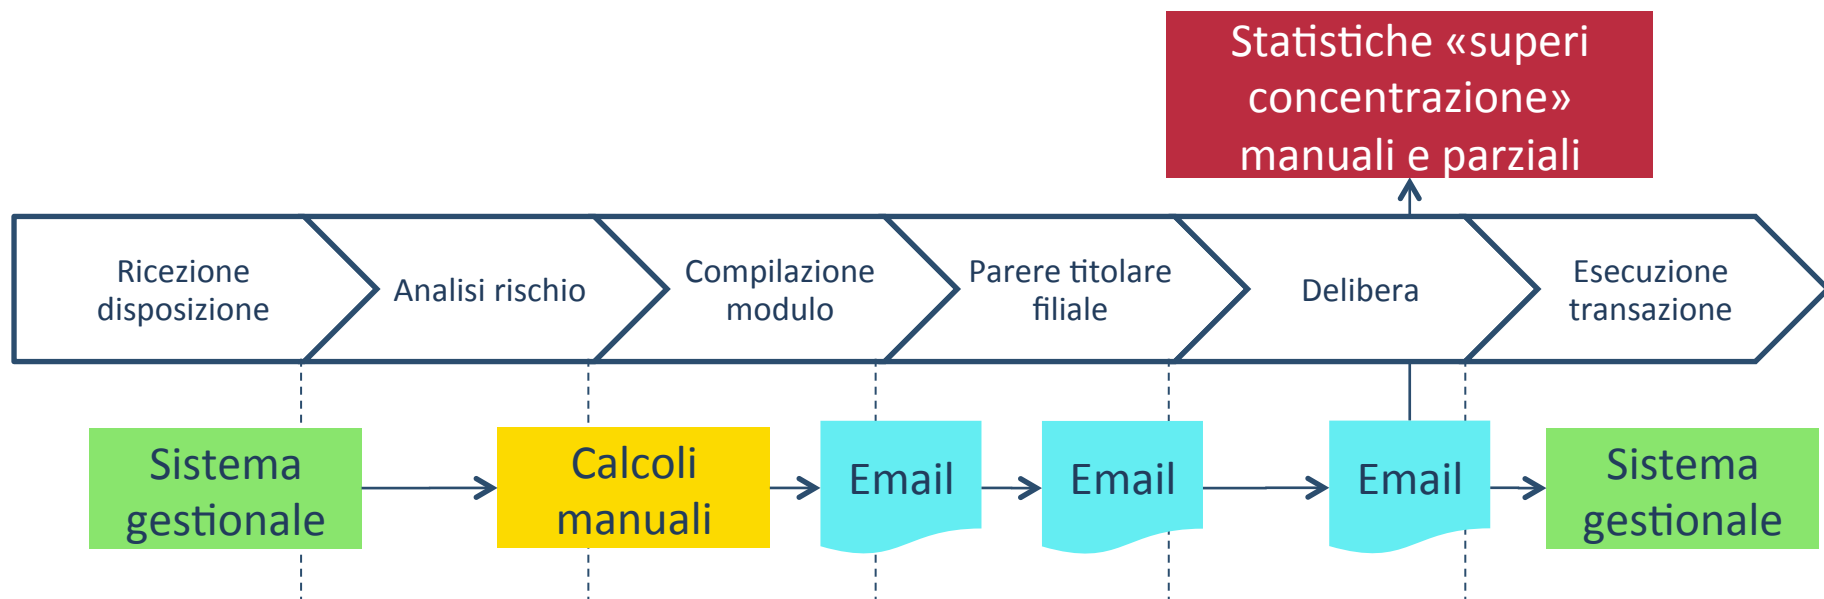 Statistiche «superi
concentrazione»
manuali e parziali
Ricezione
disposizione
Analisi rischio
Compilazione
modulo
Parere titolare
filiale
Delibera
Esecuzione
transazione
Sistema
gestionale
Calcoli
manuali
Email
Email
Email
Sistema
gestionale